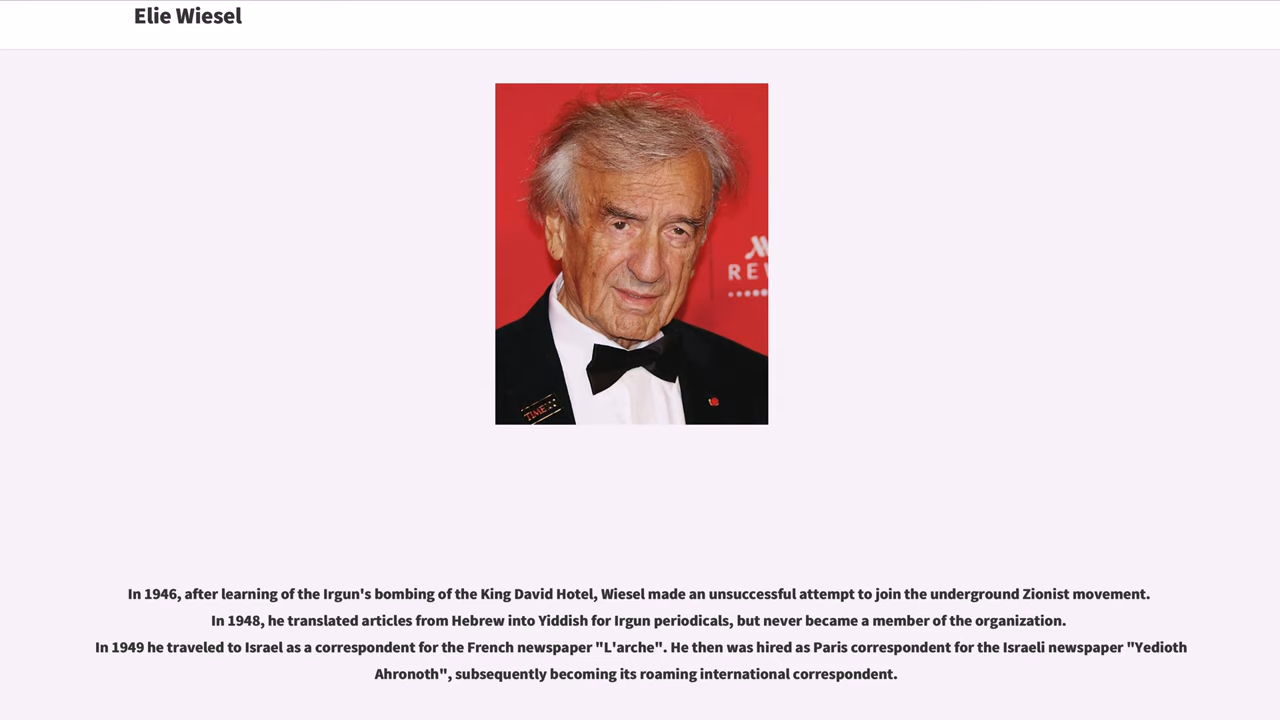 Elie Wiesel
REW
TIME
In 1946, after learning of the Irgun's bombing of the King David Hotel, Wiesel made an unsuccessful attempt to join the underground Zionist movement.
In 1948, he translated articles from Hebrew into Yiddish for Irgun periodicals, but never became a member of the organization.
In 1949 he traveled to Israel as a correspondent for the French newspaper "L'arche". He then was hired as Paris correspondent for the Israeli newspaper "Yedioth
Ahronoth", subsequently becoming its roaming international correspondent.